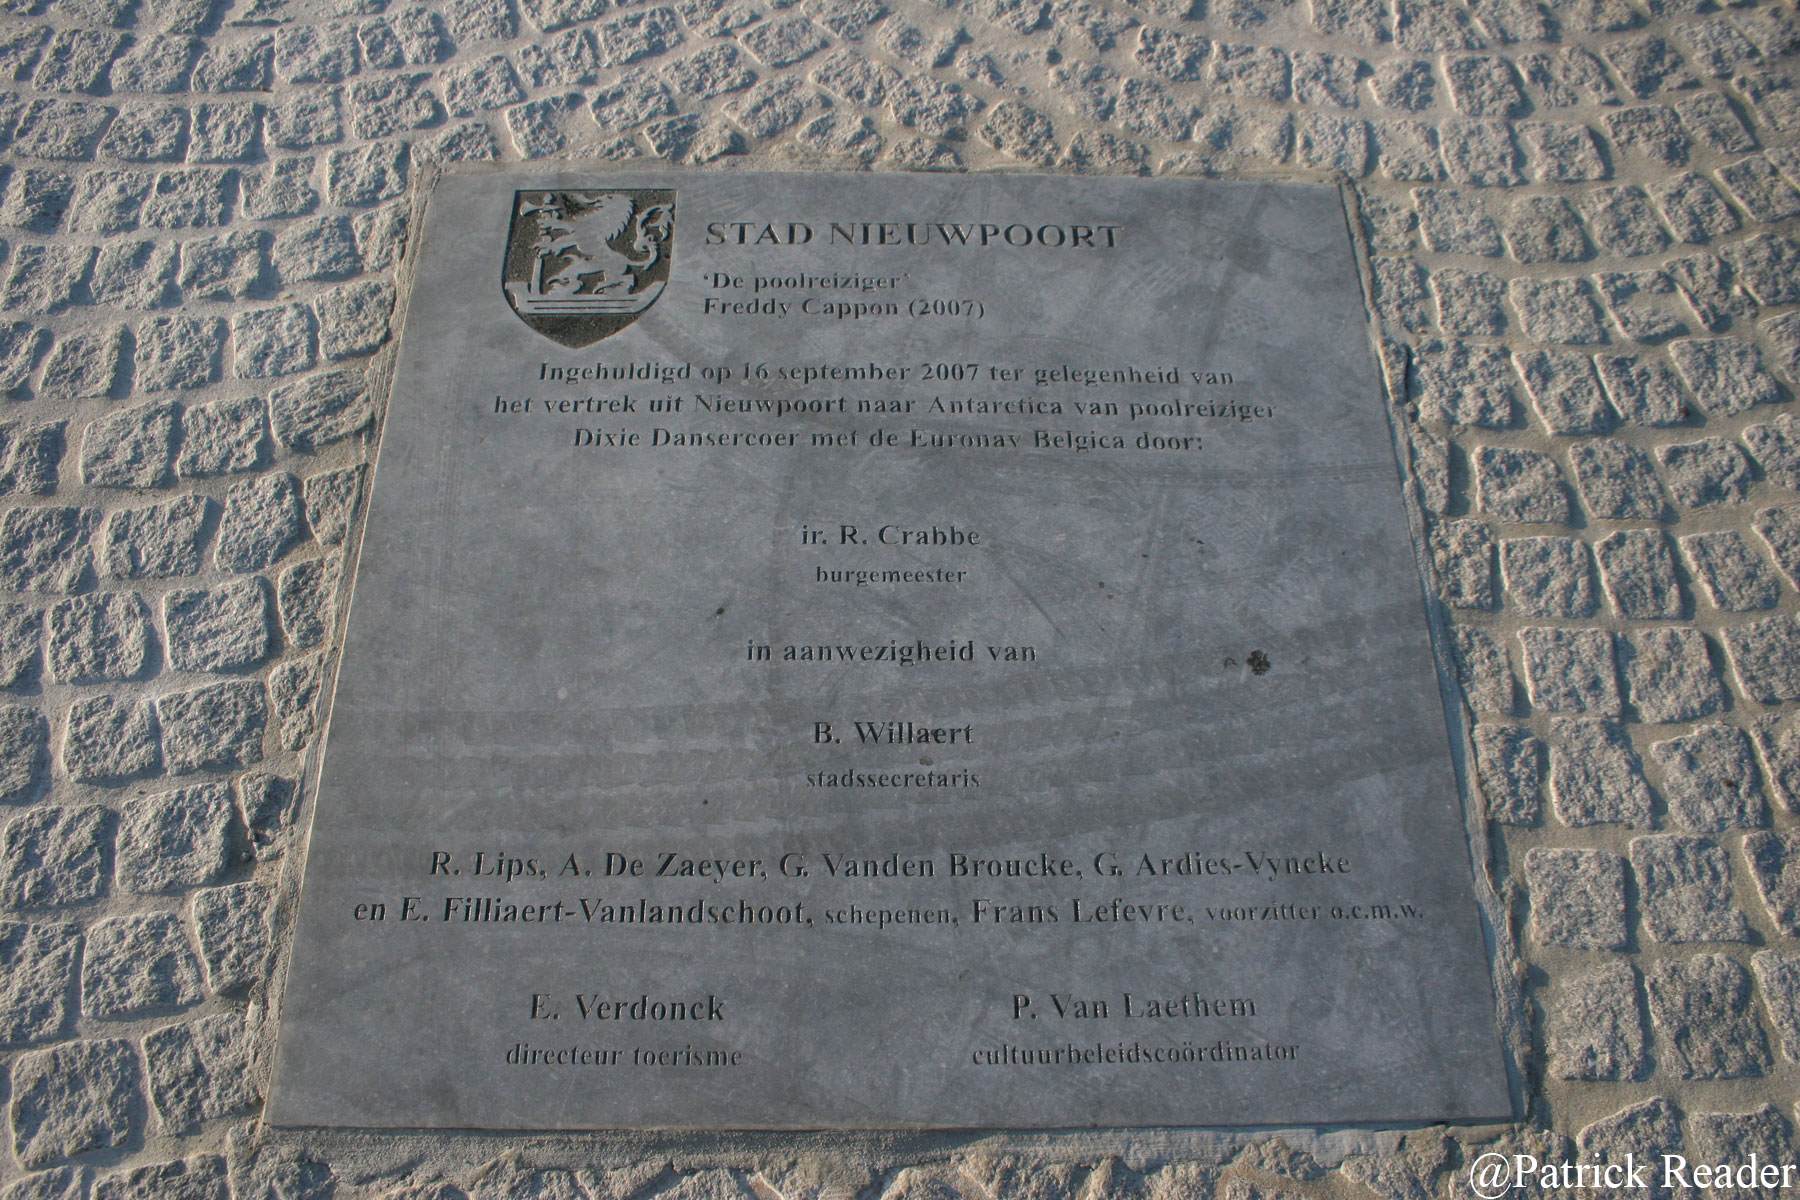 STAD NIEUWPOORT
‘De poolreiziger’
Freddy Cappon (2007)
Ingehuldigd op 16 september 2007 ter gelegenheid van
het vertrek uit Nieuwpoort naar Antarctica van poolreiziger
Dixie Dansercoer met de Euronav Belgica door:
ir. R. Crabbe
burgemeester
in aanwezigheid van
B. Willaert
stadssecretaris
R. Lips, A. De Zaeyer, G. Vanden Broucke, G. Ardies-Vyncke
en E. Filliaert-Vanlandschoot, schepenen, Frans Lefevre, voorzitter o.c.m.w.
E. Verdonck
directeur toerisme
P. Van Laethem
cultuurbeleidscoördinator
@Patrick Reader